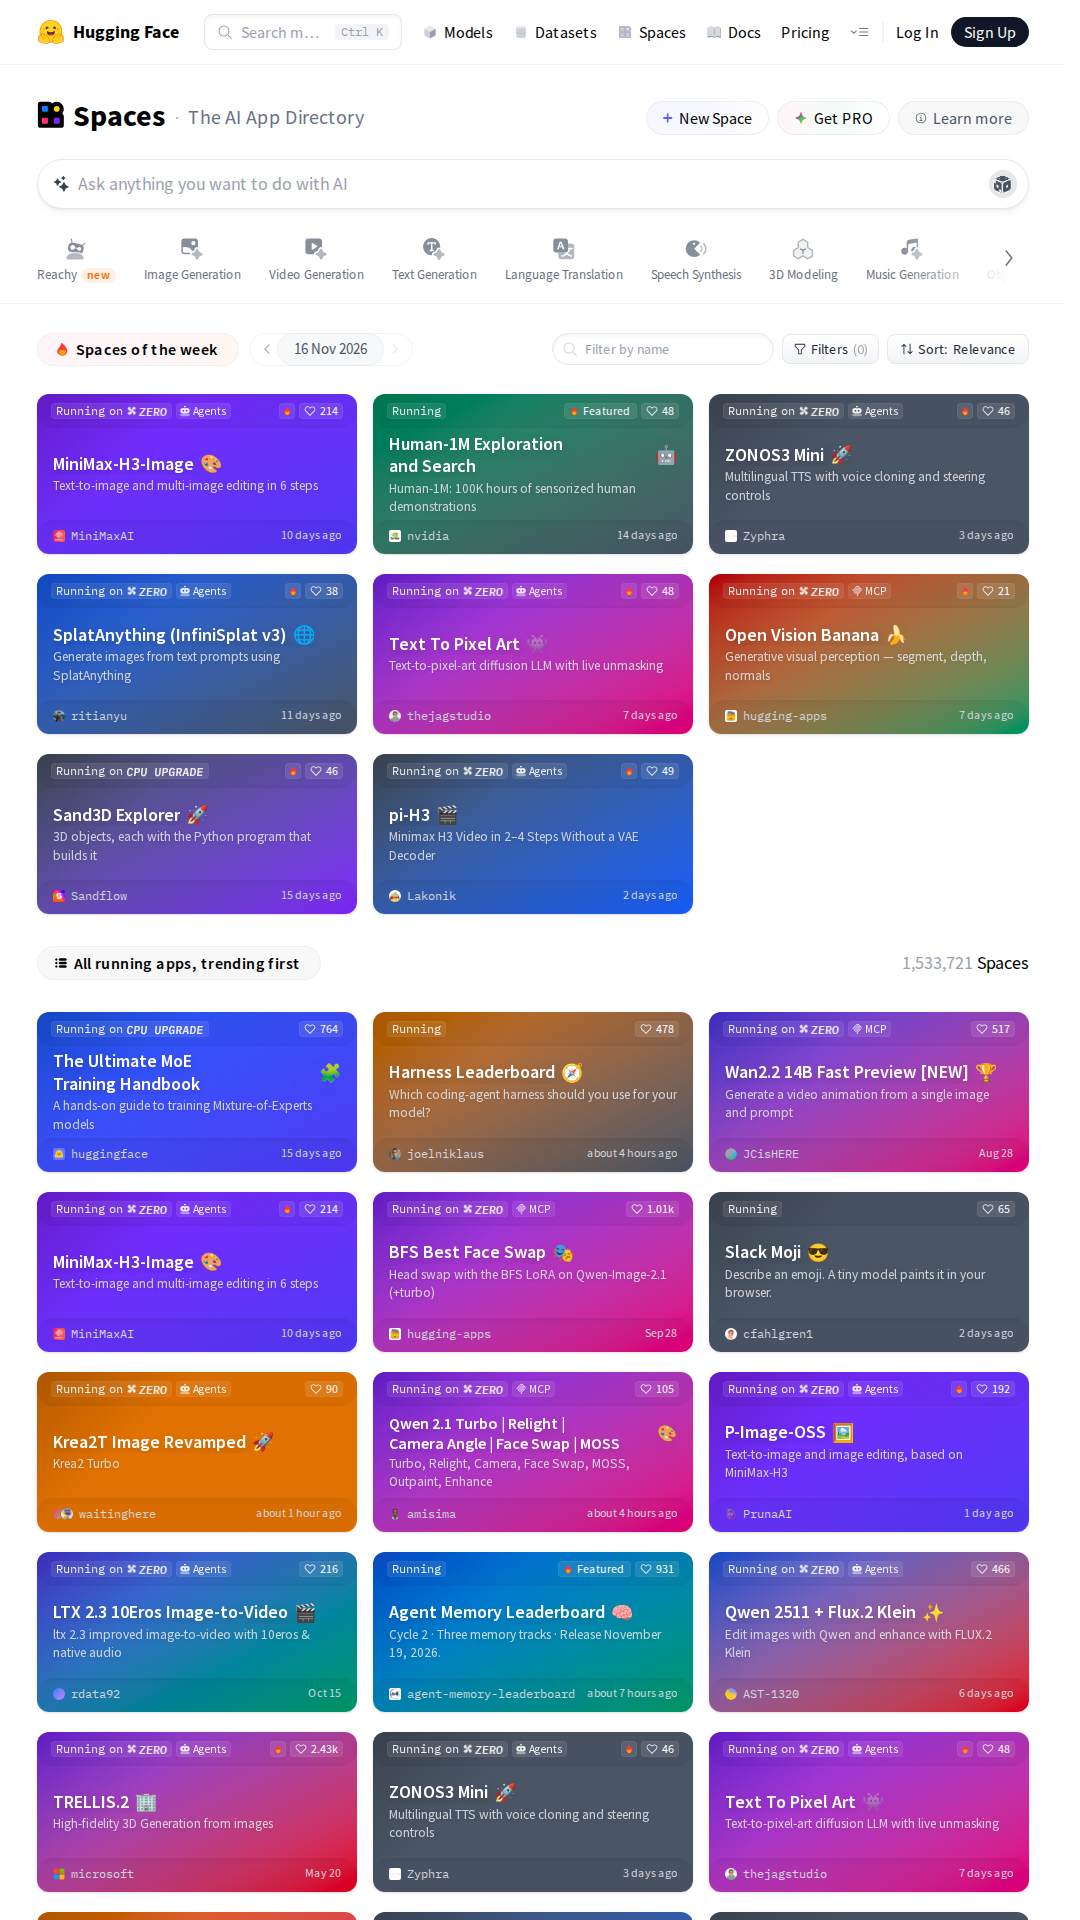 Hugging Face
Search m…
Ctrl K
Models
Datasets
Spaces
Docs
Pricing
Log In
Sign Up
Spaces · The AI App Directory
New Space
Get PRO
Learn more
Ask anything you want to do with AI
Reachy new
Image Generation
Video Generation
Text Generation
Language Translation
Speech Synthesis
3D Modeling
Music Generation
Spaces of the week
16 Nov 2026
Filter by name
Filters (0)
Sort: Relevance
Running on ZERO Agents 214
MiniMax-H3-Image
Text-to-image and multi-image editing in 6 steps
MiniMaxAI 10 days ago
Running Featured 48
Human-1M Exploration
and Search
Human-1M: 100K hours of sensorized human
demonstrations
nvidia 14 days ago
Running on ZERO Agents 46
ZONOS3 Mini
Multilingual TTS with voice cloning and steering
controls
Zyphra 3 days ago
Running on ZERO Agents 38
SplatAnything (InfiniSplat v3)
Generate images from text prompts using
SplatAnything
ritianyu 11 days ago
Running on ZERO Agents 48
Text To Pixel Art
Text-to-pixel-art diffusion LLM with live unmasking
thejagstudio 7 days ago
Running on ZERO MCP 21
Open Vision Banana
Generative visual perception — segment, depth,
normals
hugging-apps 7 days ago
Running on CPU UPGRADE 46
Sand3D Explorer
3D objects, each with the Python program that
builds it
Sandflow 15 days ago
Running on ZERO Agents 49
pi-H3
Minimax H3 Video in 2–4 Steps Without a VAE
Decoder
Lakonik 2 days ago
All running apps, trending first
1,533,721 Spaces
Running on CPU UPGRADE 764
The Ultimate MoE
Training Handbook
A hands-on guide to training Mixture-of-Experts
models
huggingface 15 days ago
Running 478
Harness Leaderboard
Which coding-agent harness should you use for your
model?
joelniklaus about 4 hours ago
Running on ZERO MCP 517
Wan2.2 14B Fast Preview [NEW]
Generate a video animation from a single image
and prompt
JCisHERE Aug 28
Running on ZERO Agents 214
MiniMax-H3-Image
Text-to-image and multi-image editing in 6 steps
MiniMaxAI 10 days ago
Running on ZERO MCP 1.01k
BFS Best Face Swap
Head swap with the BFS LoRA on Qwen-Image-2.1
(+turbo)
hugging-apps Sep 28
Running 65
Slack Moji
Describe an emoji. A tiny model paints it in your
browser.
cfahlgren1 2 days ago
Running on ZERO Agents 90
Krea2T Image Revamped
Krea2 Turbo
waitinghere about 1 hour ago
Running on ZERO MCP 105
Qwen 2.1 Turbo | Relight |
Camera Angle | Face Swap | MOSS
Turbo, Relight, Camera, Face Swap, MOSS,
Outpaint, Enhance
amisima about 4 hours ago
Running on ZERO Agents 192
P-Image-OSS
Text-to-image and image editing, based on
MiniMax-H3
PrunaAI 1 day ago
Running on ZERO Agents 216
LTX 2.3 10Eros Image-to-Video
ltx 2.3 improved image-to-video with 10eros &
native audio
rdata92 Oct 15
Running Featured 931
Agent Memory Leaderboard
Cycle 2 · Three memory tracks · Release November
19, 2026.
agent-memory-leaderboard about 7 hours ago
Running on ZERO Agents 466
Qwen 2511 + Flux.2 Klein
Edit images with Qwen and enhance with FLUX.2
Klein
AST-1320 6 days ago
Running on ZERO Agents 2.43k
TRELLIS.2
High-fidelity 3D Generation from images
microsoft May 20
Running on ZERO Agents 46
ZONOS3 Mini
Multilingual TTS with voice cloning and steering
controls
Zyphra 3 days ago
Running on ZERO Agents 48
Text To Pixel Art
Text-to-pixel-art diffusion LLM with live unmasking
thejagstudio 7 days ago